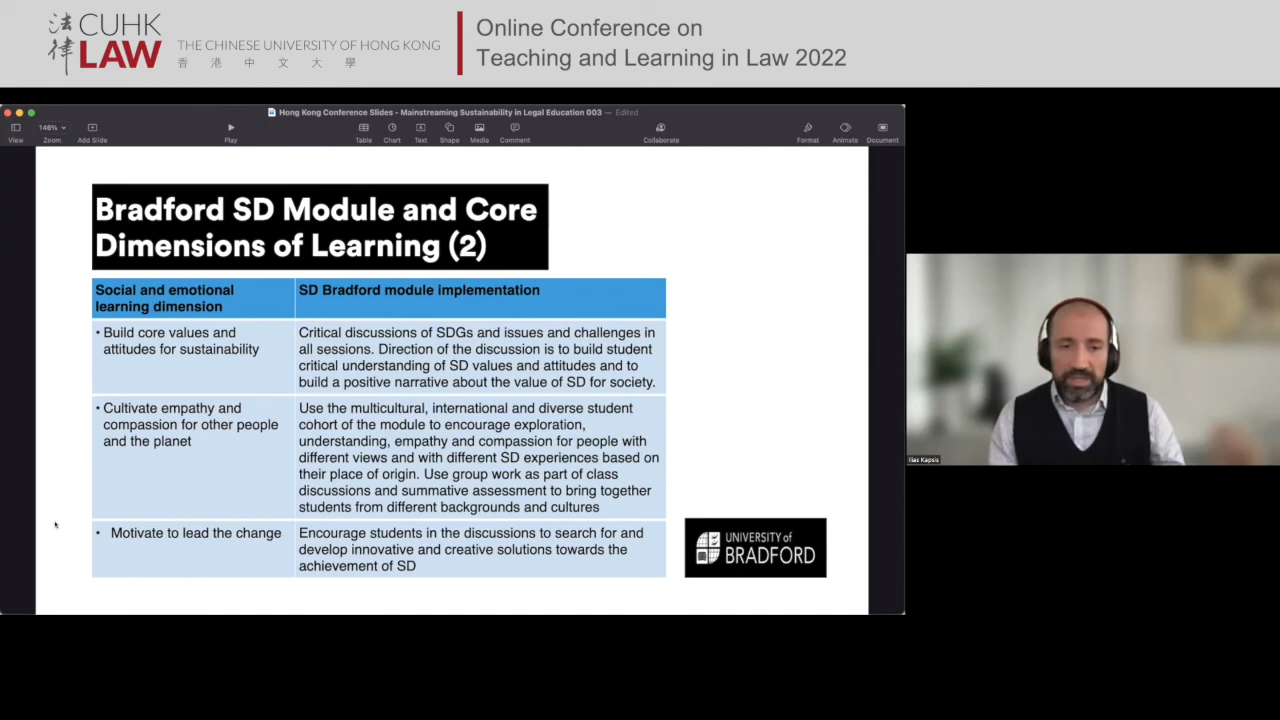 法律
CUHK
LAW
THE CHINESE UNIVERSITY OF HONG KONG
香港中文大學
Online Conference on
Teaching and Learning in Law 2022
Hong Kong Conference Slides - Mainstreaming Sustainability in Legal Education 003 — Edited
146%
View
Zoom
Add Slide
Play
Table
Chart
Text
Shape
Media
Comment
Collaborate
Format
Animate
Document
Bradford SD Module and Core
Dimensions of Learning (2)
Social and emotional
learning dimension
SD Bradford module implementation
• Build core values and
attitudes for sustainability
Critical discussions of SDGs and issues and challenges in
all sessions. Direction of the discussion is to build student
critical understanding of SD values and attitudes and to
build a positive narrative about the value of SD for society.
• Cultivate empathy and
compassion for other people
and the planet
Use the multicultural, international and diverse student
cohort of the module to encourage exploration,
understanding, empathy and compassion for people with
different views and with different SD experiences based on
their place of origin. Use group work as part of class
discussions and summative assessment to bring together
students from different backgrounds and cultures
• Motivate to lead the change
Encourage students in the discussions to search for and
develop innovative and creative solutions towards the
achievement of SD
UNIVERSITY OF
BRADFORD
Ilias Kapsis